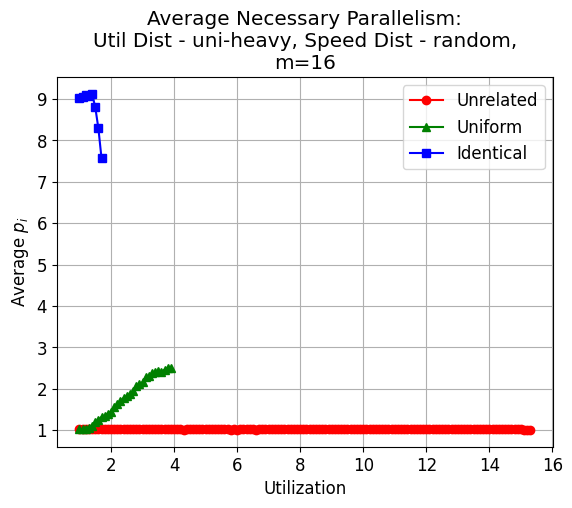 Average Necessary Parallelism:
Util Dist - uni-heavy, Speed Dist - random,
m=16
Unrelated
Uniform
Identical
9
8
7
6
5
4
3
2
1
Average p_i
2
4
6
8
10
12
14
16
Utilization